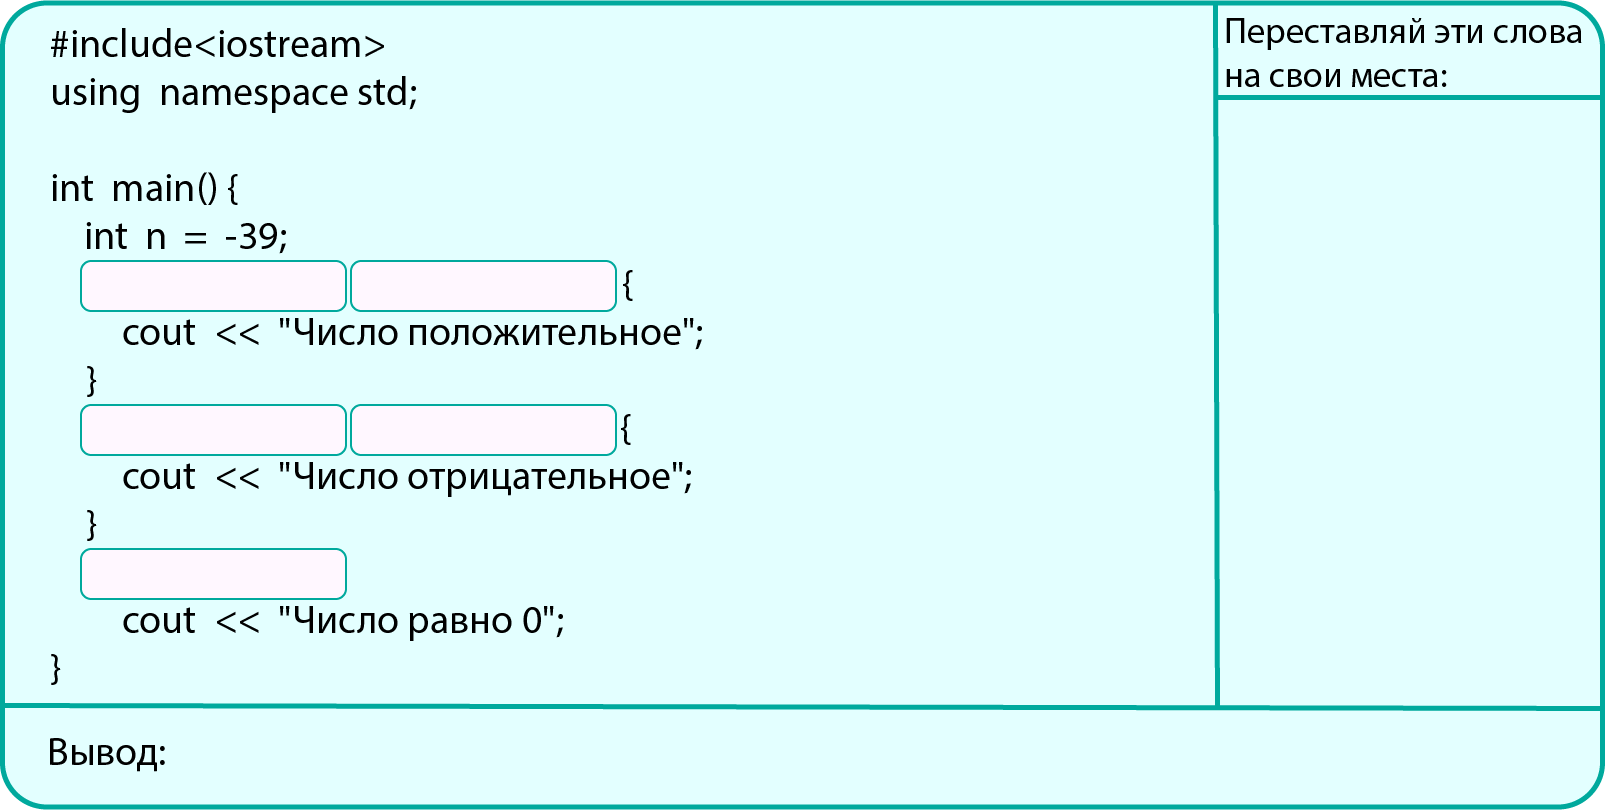 #include<iostream>
using namespace std;
int main() {
int n = -39;
{
cout << "Число положительное";
}
{
cout << "Число отрицательное";
}
cout << "Число равно 0";
}
Переставляй эти слова
на свои места:
Вывод: